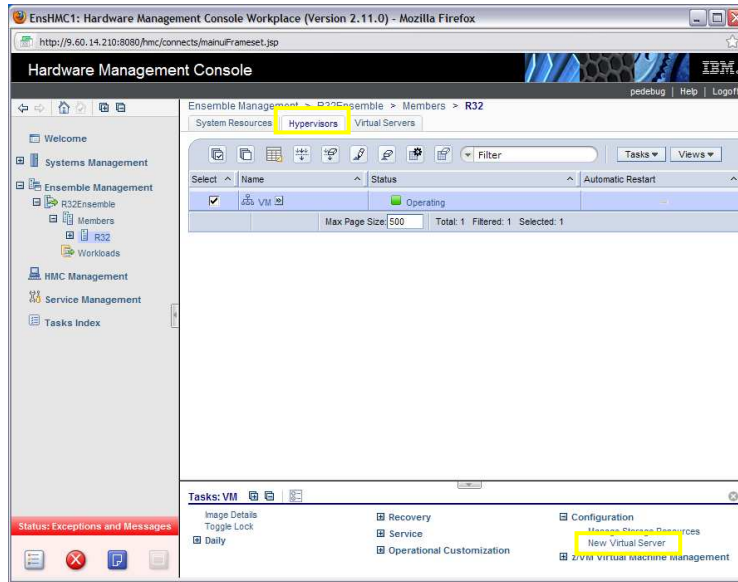 EnsHMC1: Hardware Management Console Workplace (Version 2.11.0) - Mozilla Firefox
http://9.60.14.210:8080/hmc/connects/mainuiFrameset.jsp
Hardware Management Console
IBM.
pedebug | Help | Logoff
Ensemble Management > R32Ensemble > Members > R32
System Resources Hypervisors Virtual Servers
Welcome
Systems Management
Ensemble Management
R32Ensemble
Members
R32
Workloads
HMC Management
Service Management
Tasks Index
Filter Tasks Views
Select Name Status Automatic Restart
VM Operating
Max Page Size: 500 Total: 1 Filtered: 1 Selected: 1
Tasks: VM
Image Details
Toggle Lock
Daily
Recovery
Service
Operational Customization
Configuration
Manage Storage Resources
New Virtual Server
z/VM Virtual Machine Management
Status: Exceptions and Messages